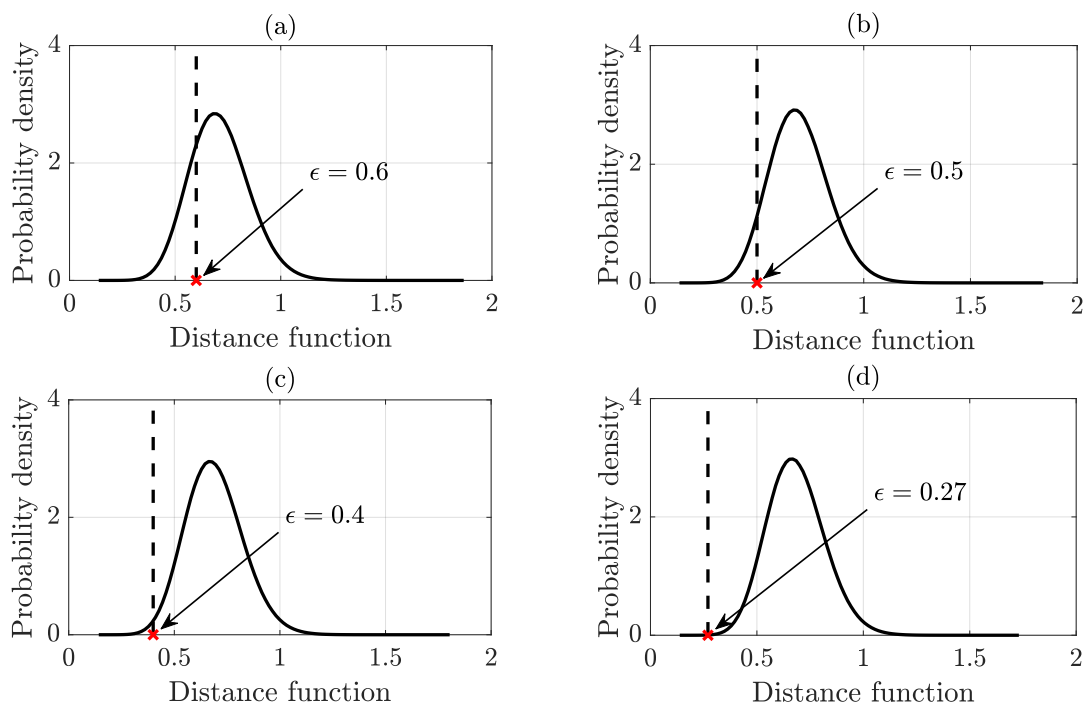 (a)
4
2
0
Probability density
ϵ = 0.6
0 0.5 1 1.5 2
Distance function
(b)
4
2
0
Probability density
ϵ = 0.5
0 0.5 1 1.5 2
Distance function
(c)
4
2
0
Probability density
ϵ = 0.4
0 0.5 1 1.5 2
Distance function
(d)
4
2
0
Probability density
ϵ = 0.27
0 0.5 1 1.5 2
Distance function